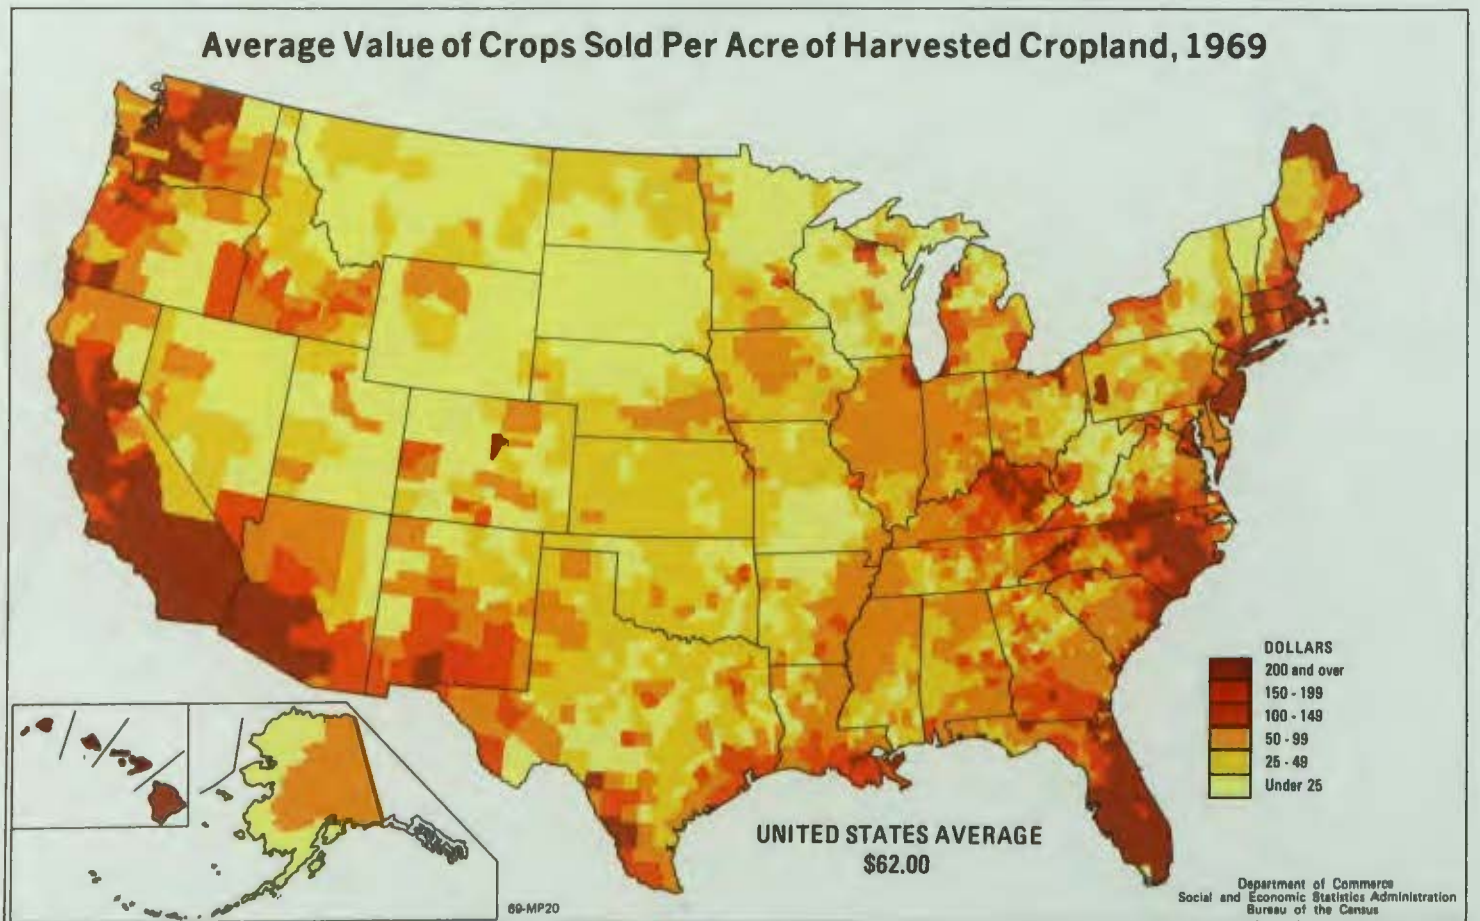 Average Value of Crops Sold Per Acre of Harvested Cropland, 1969
DOLLARS
200 and over
150 - 199
100 - 149
50 - 99
25 - 49
Under 25
UNITED STATES AVERAGE
$62.00
69-MP20
Department of Commerce
Social and Economic Statistics Administration
Bureau of the Census